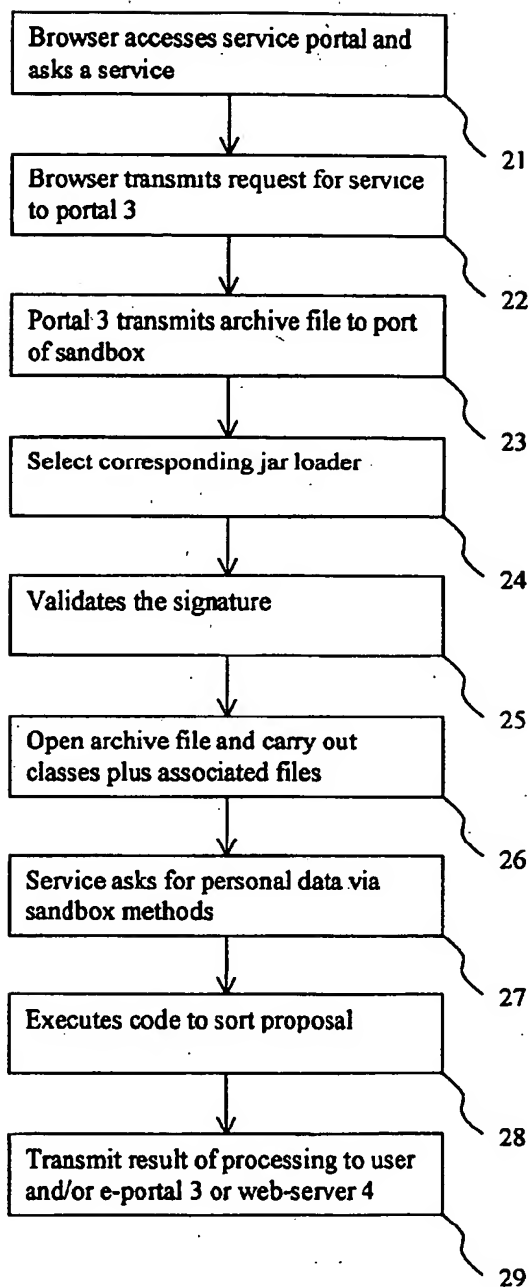 Browser accesses service portal and
asks a service
21
Browser transmits request for service
to portal 3
22
Portal 3 transmits archive file to port
of sandbox
23
Select corresponding jar loader
24
Validates the signature
25
Open archive file and carry out
classes plus associated files
26
Service asks for personal data via
sandbox methods
27
Executes code to sort proposal
28
Transmit result of processing to user
and/or e-portal 3 or web-server 4
29